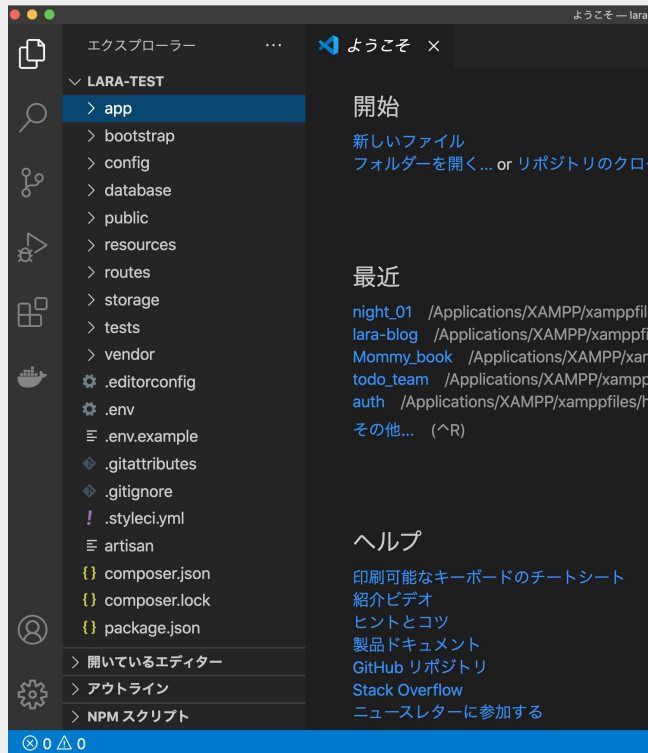 ようこそ — lara
エクスプローラー
ようこそ
LARA-TEST
app
bootstrap
config
database
public
resources
routes
storage
tests
vendor
.editorconfig
.env
.env.example
.gitattributes
.gitignore
.styleci.yml
artisan
composer.json
composer.lock
package.json
開いているエディター
アウトライン
NPM スクリプト
0 0
開始
新しいファイル
フォルダーを開く... or リポジトリのクロ
最近
night_01 /Applications/XAMPP/xamppfil
lara-blog /Applications/XAMPP/xamppfi
Mommy_book /Applications/XAMPP/xam
todo_team /Applications/XAMPP/xampp
auth /Applications/XAMPP/xamppfiles/h
その他... (^R)
ヘルプ
印刷可能なキーボードのチートシート
紹介ビデオ
ヒントとコツ
製品ドキュメント
GitHub リポジトリ
Stack Overflow
ニュースレターに参加する